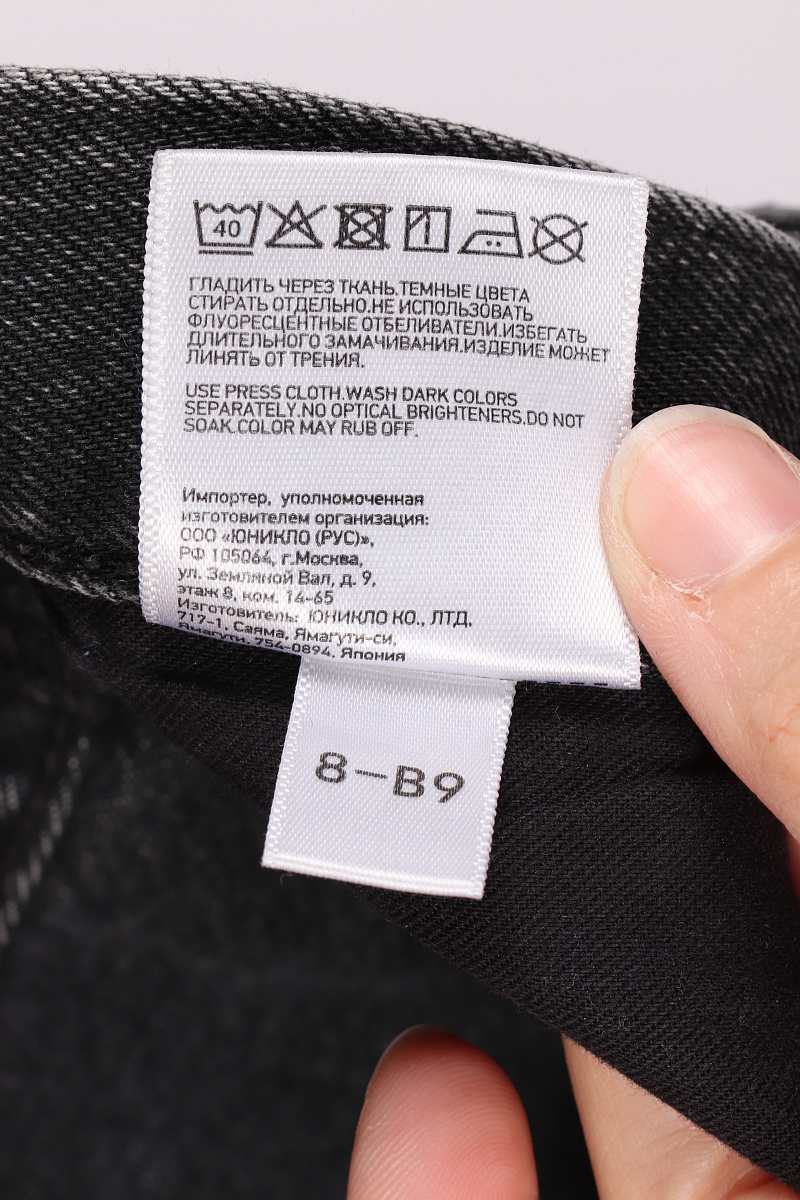 40
ГЛАДИТЬ ЧЕРЕЗ ТКАНЬ.ТЕМНЫЕ ЦВЕТА
СТИРАТЬ ОТДЕЛЬНО.НЕ ИСПОЛЬЗОВАТЬ
ФЛУОРЕСЦЕНТНЫЕ ОТБЕЛИВАТЕЛИ.ИЗБЕГАТЬ
ДЛИТЕЛЬНОГО ЗАМАЧИВАНИЯ.ИЗДЕЛИЕ МОЖЕТ
ЛИНЯТЬ ОТ ТРЕНИЯ.
USE PRESS CLOTH.WASH DARK COLORS
SEPARATELY.NO OPTICAL BRIGHTENERS.DO NOT
SOAK.COLOR MAY RUB OFF.
Импортер, уполномоченная
изготовителем организация:
ООО «ЮНИКЛО (РУС)»,
РФ 105064, г.Москва,
ул. Земляной Вал, д. 9,
этаж 8, ком. 14-65
Изготовитель: ЮНИКЛО КО., ЛТД,
717-1, Саяма, Ямагути-си,
Ямагути, 754-0894, Япония
8-B9